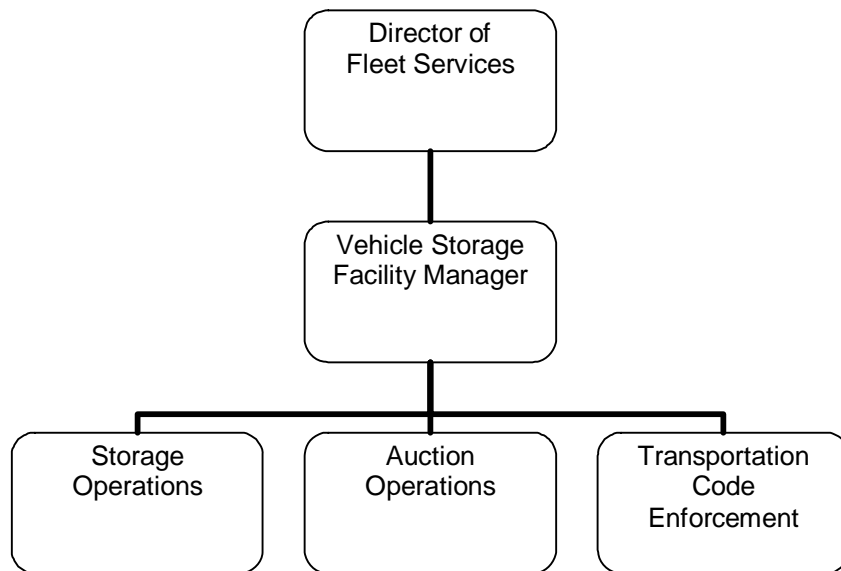 Director of
Fleet Services
Vehicle Storage
Facility Manager
Storage
Operations
Auction
Operations
Transportation
Code
Enforcement